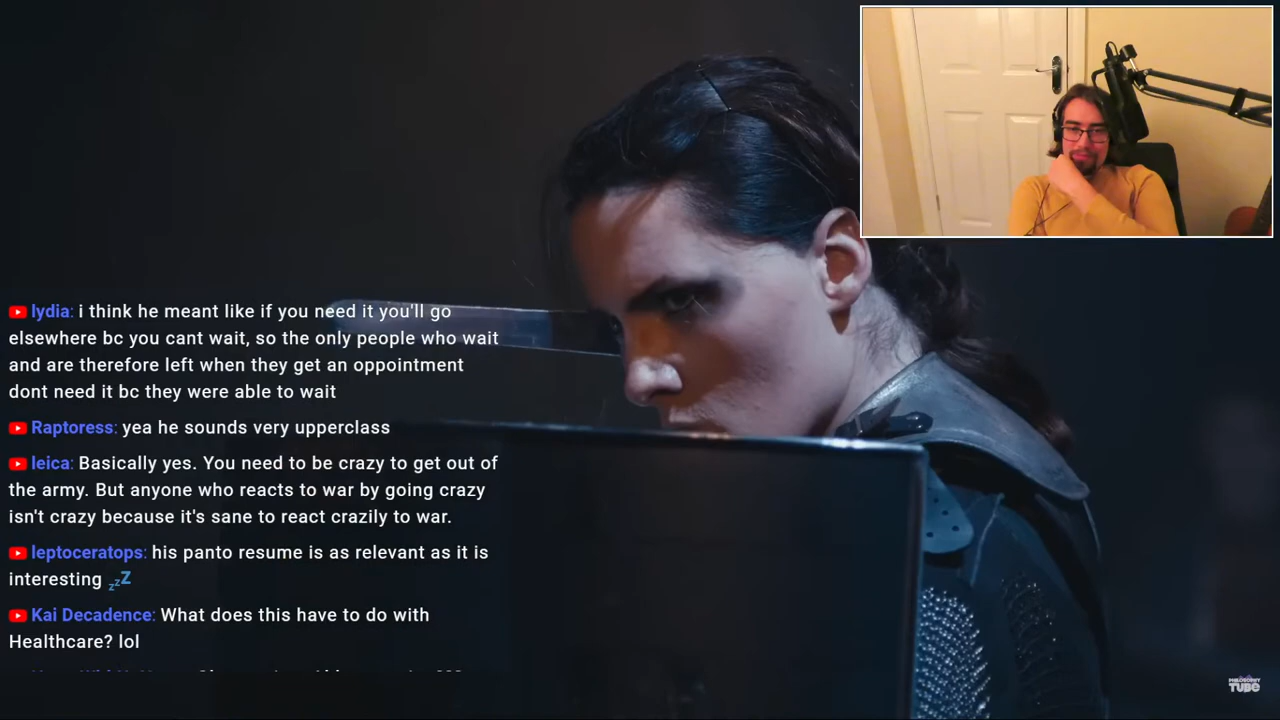 lydia: i think he meant like if you need it you'll go
elsewhere bc you cant wait, so the only people who wait
and are therefore left when they get an appointment
dont need it bc they were able to wait
Raptoress: yea he sounds very upperclass
leica: Basically yes. You need to be crazy to get out of
the army. But anyone who reacts to war by going crazy
isn't crazy because it's sane to react crazily to war.
leptoceratops: his panto resume is as relevant as it is
interesting zzZ
Kai Decadence: What does this have to do with
Healthcare? lol
PHILOSOPHY
TUBE